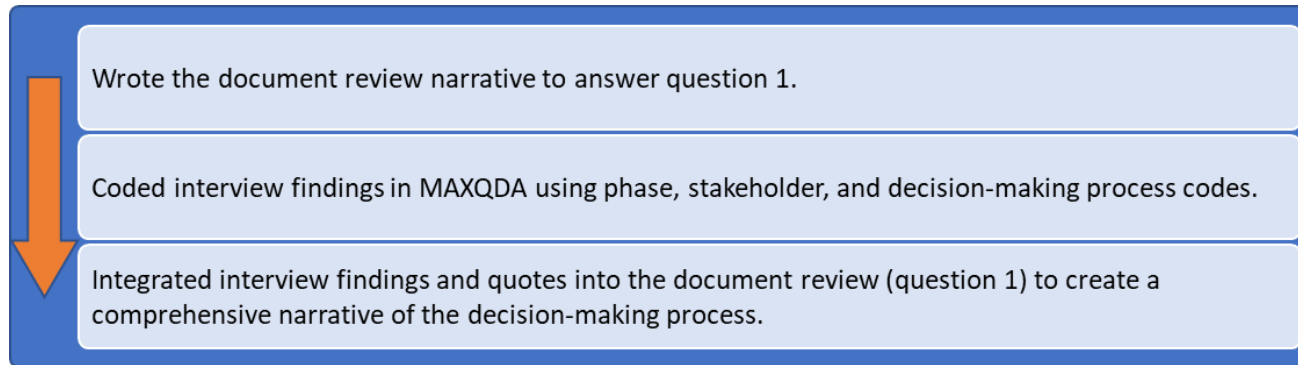 Wrote the document review narrative to answer question 1.
Coded interview findings in MAXQDA using phase, stakeholder, and decision-making process codes.
Integrated interview findings and quotes into the document review (question 1) to create a
comprehensive narrative of the decision-making process.